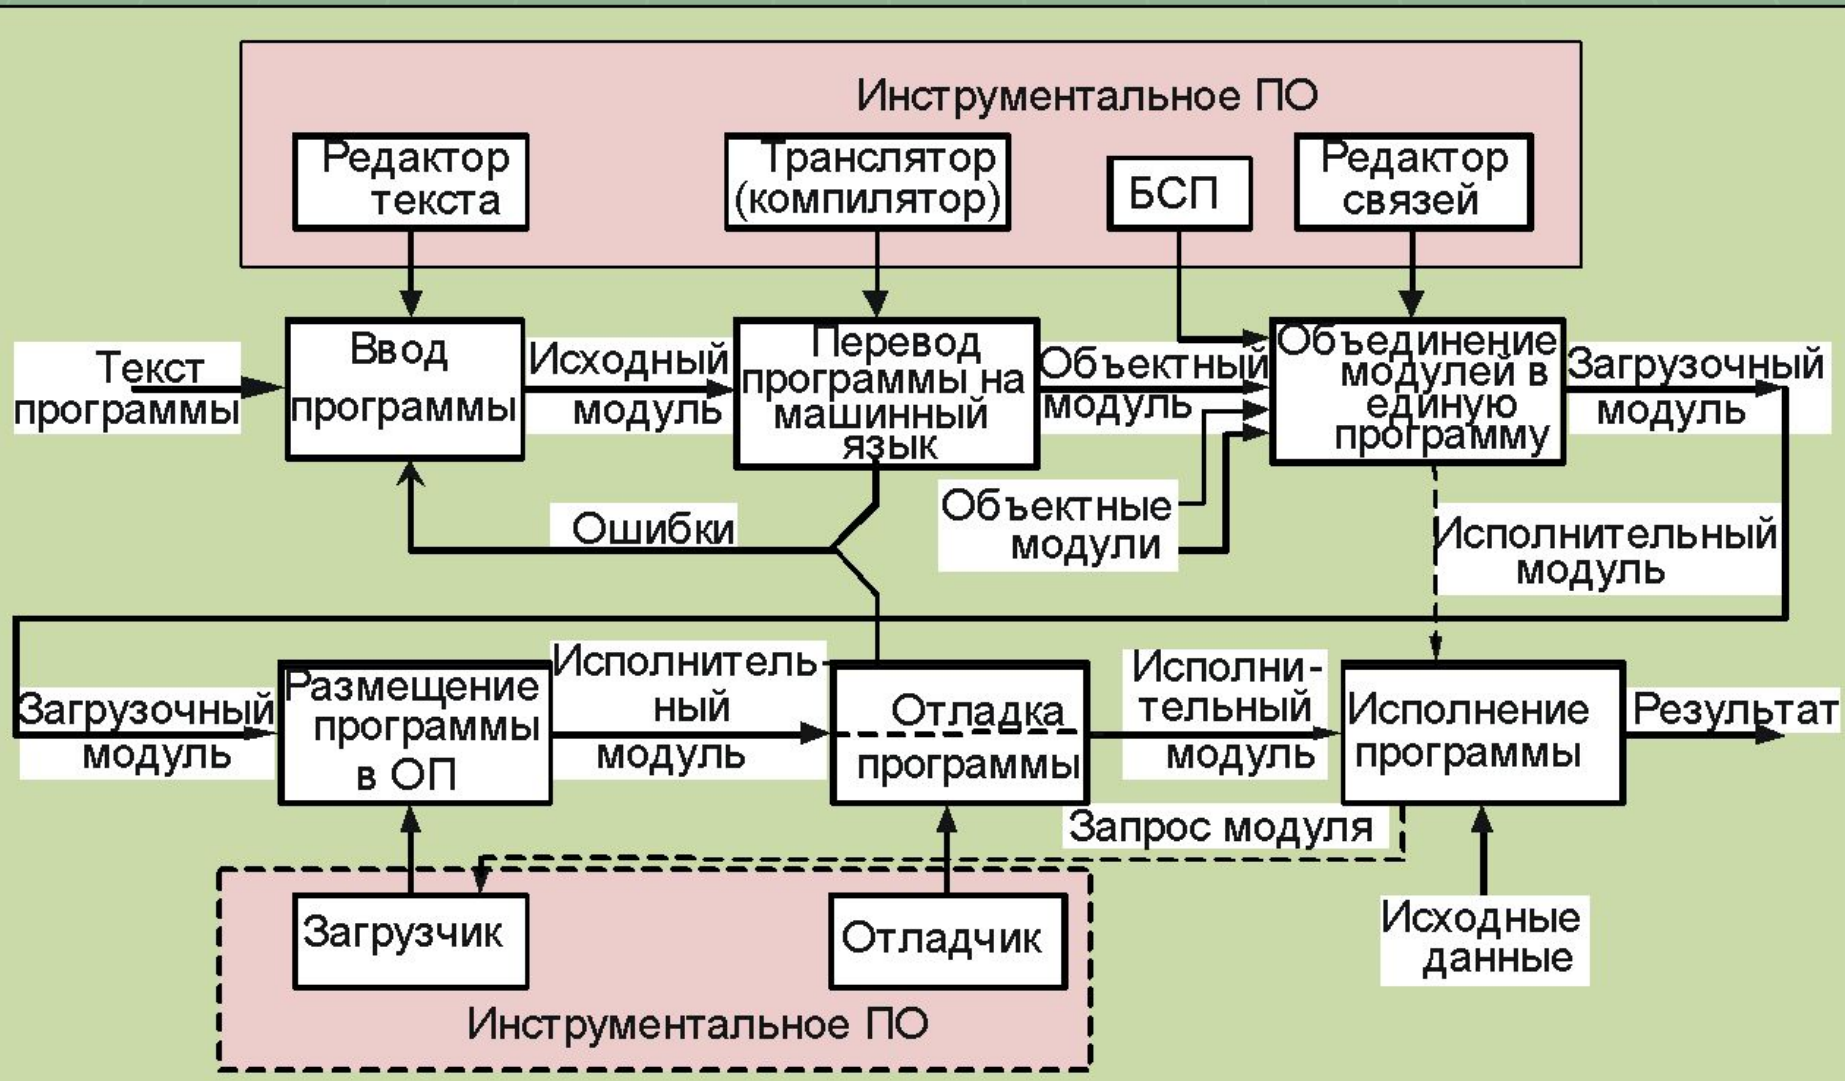 Инструментальное ПО
Редактор
текста
Транслятор
(компилятор)
БСП
Редактор
связей
Текст
программы
Ввод
программы
Исходный
модуль
Перевод
программы на
машинный
язык
Объектный
модуль
Объединение
модулей в
единую
программу
Загрузочный
модуль
Ошибки
Объектные
модули
Исполнительный
модуль
Загрузочный
модуль
Размещение
программы
в ОП
Исполнитель-
ный
модуль
Отладка
программы
Исполни-
тельный
модуль
Исполнение
программы
Результат
Запрос модуля
Загрузчик
Отладчик
Исходные
данные
Инструментальное ПО